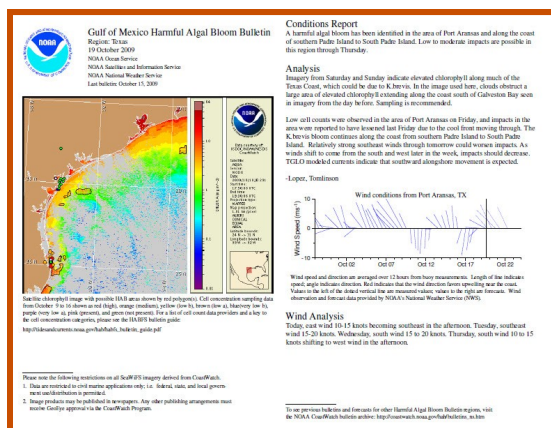 Gulf of Mexico Harmful Algal Bloom Bulletin
Region: Texas
19 October 2009
NOAA Ocean Service
NOAA Satellites and Information Service
NOAA National Weather Service
Last bulletin: October 13, 2009
NOAA
Satellite chlorophyll image with possible HAB areas shown by red polygon(s). Cell concentration sampling data
from October 9 to 16 shown as red (high), orange (medium), yellow (low b), brown (low a), blue (very low b),
purple (very low a), pink (present), and green (not present). For a list of cell count data providers and a key to
the cell concentration categories, please see the HABFS bulletin guide:
http://tidesandcurrents.noaa.gov/hab/habfs_bulletin_guide.pdf
Please note the following restrictions on all SeaWiFS imagery derived from CoastWatch.
1. Data are restricted to civil marine applications only; i.e. federal, state, and local govern-
ment use/distribution is permitted.
2. Image products may be published in newspapers. Any other publishing arrangements must
receive GeoEye approval via the CoastWatch Program.
Conditions Report
A harmful algal bloom has been identified in the area of Port Aransas and along the coast
of southern Padre Island to South Padre Island. Low to moderate impacts are possible in
this region through Thursday.
Analysis
Imagery from Saturday and Sunday indicate elevated chlorophyll along much of the
Texas Coast, which could be due to K.brevis. In the image used here, clouds obstruct a
large area of elevated chlorophyll extending along the coast south of Galveston Bay seen
in imagery from the day before. Sampling is recommended.
Low cell counts were observed in the area of Port Aransas on Friday, and impacts in the
area were reported to have lessened last Friday due to the cold front moving through. The
K.brevis bloom continues along the coast from southern Padre Island to South Padre
Island. Relatively strong southeast winds through tomorrow could worsen impacts. As
winds shift to come from the south and west later in the week, impacts should decrease.
TGLO modeled currents indicate that southward alongshore movement is expected.
-Loper, Tomlinson
Wind conditions from Port Aransas, TX
Wind Speed (ms⁻¹)
10
0
-10
Oct 02 Oct 07 Oct 12 Oct 17 Oct 22
Wind speed and direction are averaged over 12 hours from buoy measurements. Length of line indicates
speed; angle indicates direction. Red indicates that the wind direction favors upwelling near the coast.
Values to the left of the dotted vertical line are measured values; values to the right are forecasts. Wind
observation and forecast data provided by NOAA's National Weather Service (NWS).
Wind Analysis
Today, east wind 10-15 knots becoming southeast in the afternoon. Tuesday, southeast
wind 15-20 knots. Wednesday, south wind 15 to 20 knots. Thursday, south wind 10 to 15
knots shifting to west wind in the afternoon.
To see previous bulletins and forecasts for other Harmful Algal Bloom Bulletin regions, visit
the NOAA CoastWatch bulletin archive: http://coastwatch.noaa.gov/hab/bulletins_ns.htm